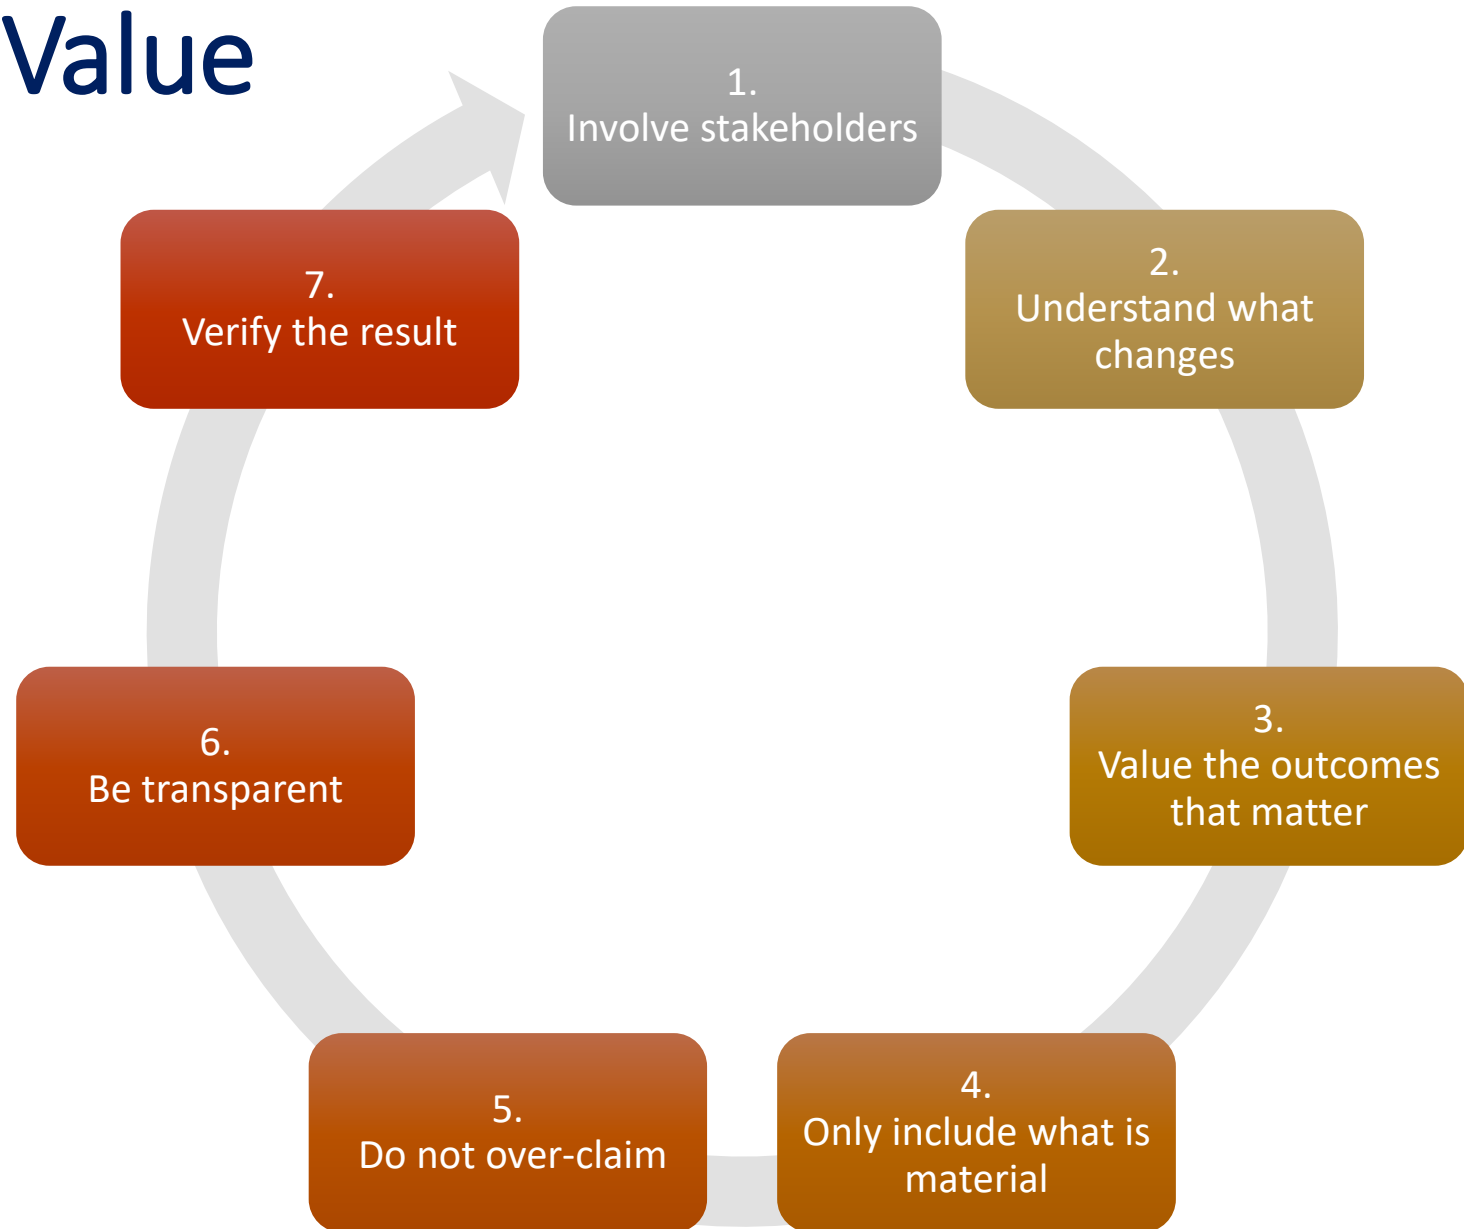 Value
1.
Involve stakeholders
2.
Understand what
changes
3.
Value the outcomes
that matter
4.
Only include what is
material
5.
Do not over-claim
6.
Be transparent
7.
Verify the result